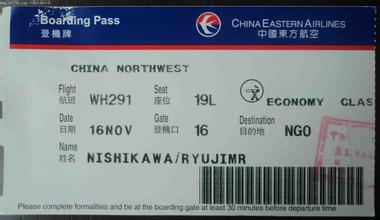 Boarding Pass
登機牌
CHINA EASTERN AIRLINES
中國東方航空
CHINA NORTHWEST
Flight
航班 WH291
Seat
座位 19L
ECONOMY CLAS
Date
日期 16NOV
Gate
登機口 16
Destination
目的地 NGO
Name
姓名 NISHIKAWA/RYUJIMR
Please complete formalities and be at the boarding gate at least 30 minutes before departure time